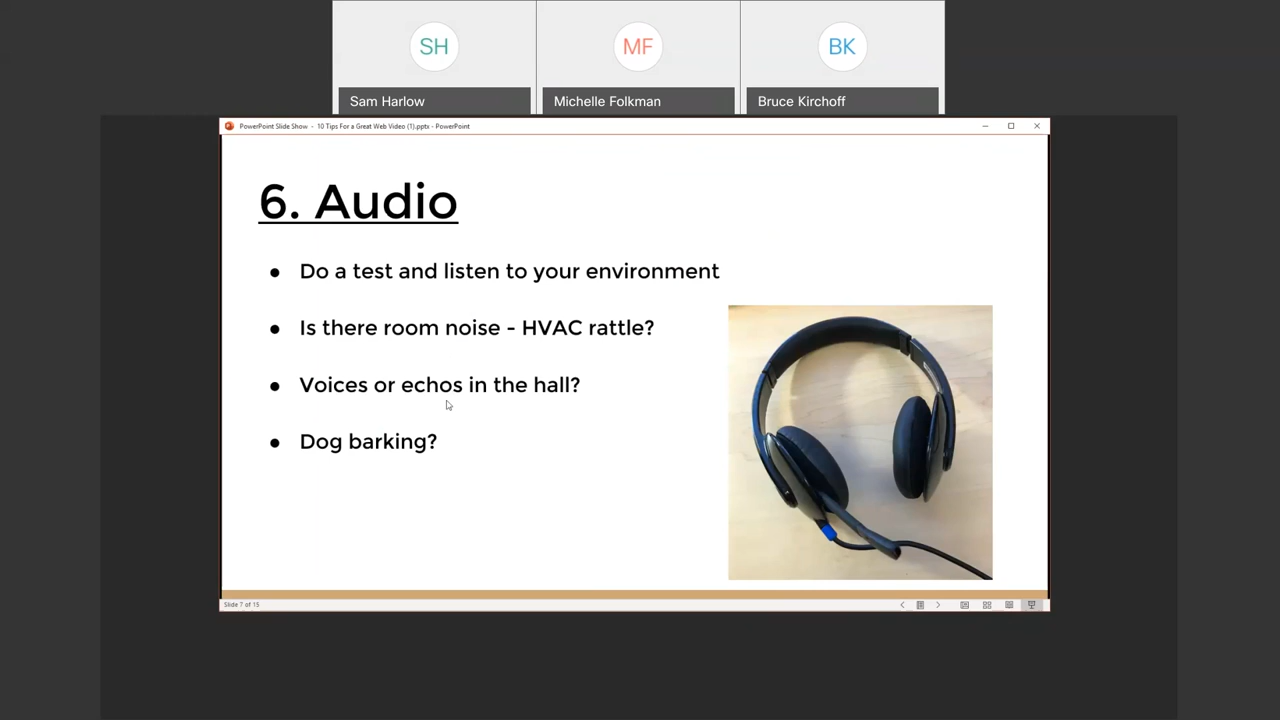 SH
MF
BK
Sam Harlow
Michelle Folkman
Bruce Kirchoff
PowerPoint Slide Show - 10 Tips For a Great Web Video (1).pptx - PowerPoint
6. Audio
● Do a test and listen to your environment
● Is there room noise - HVAC rattle?
● Voices or echos in the hall?
● Dog barking?
Slide 7 of 15